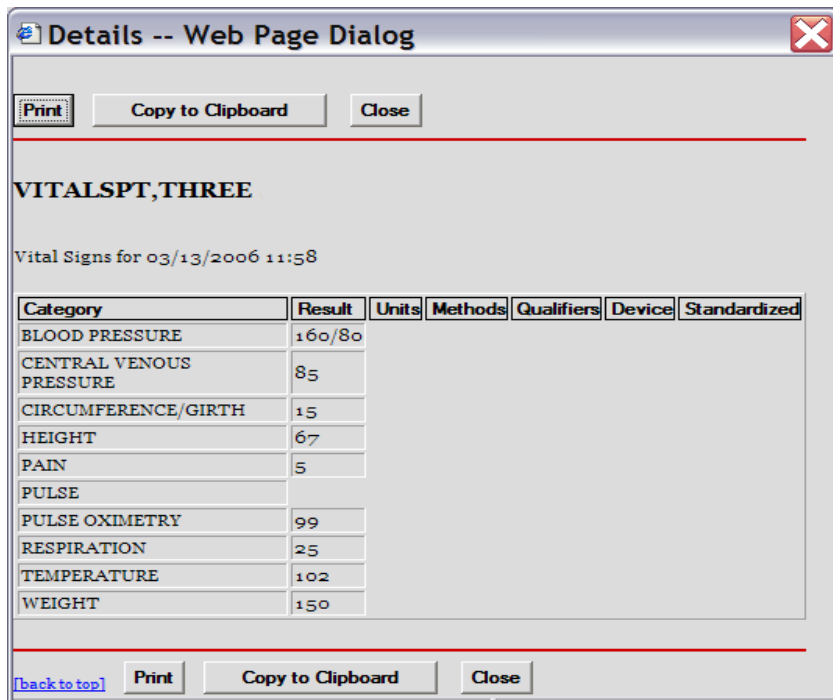 Details -- Web Page Dialog
Print Copy to Clipboard Close
VITALSPT,THREE
Vital Signs for 03/13/2006 11:58
Category Result Units Methods Qualifiers Device Standardized
BLOOD PRESSURE 160/80
CENTRAL VENOUS
PRESSURE 85
CIRCUMFERENCE/GIRTH 15
HEIGHT 67
PAIN 5
PULSE
PULSE OXIMETRY 99
RESPIRATION 25
TEMPERATURE 102
WEIGHT 150
[back to top] Print Copy to Clipboard Close